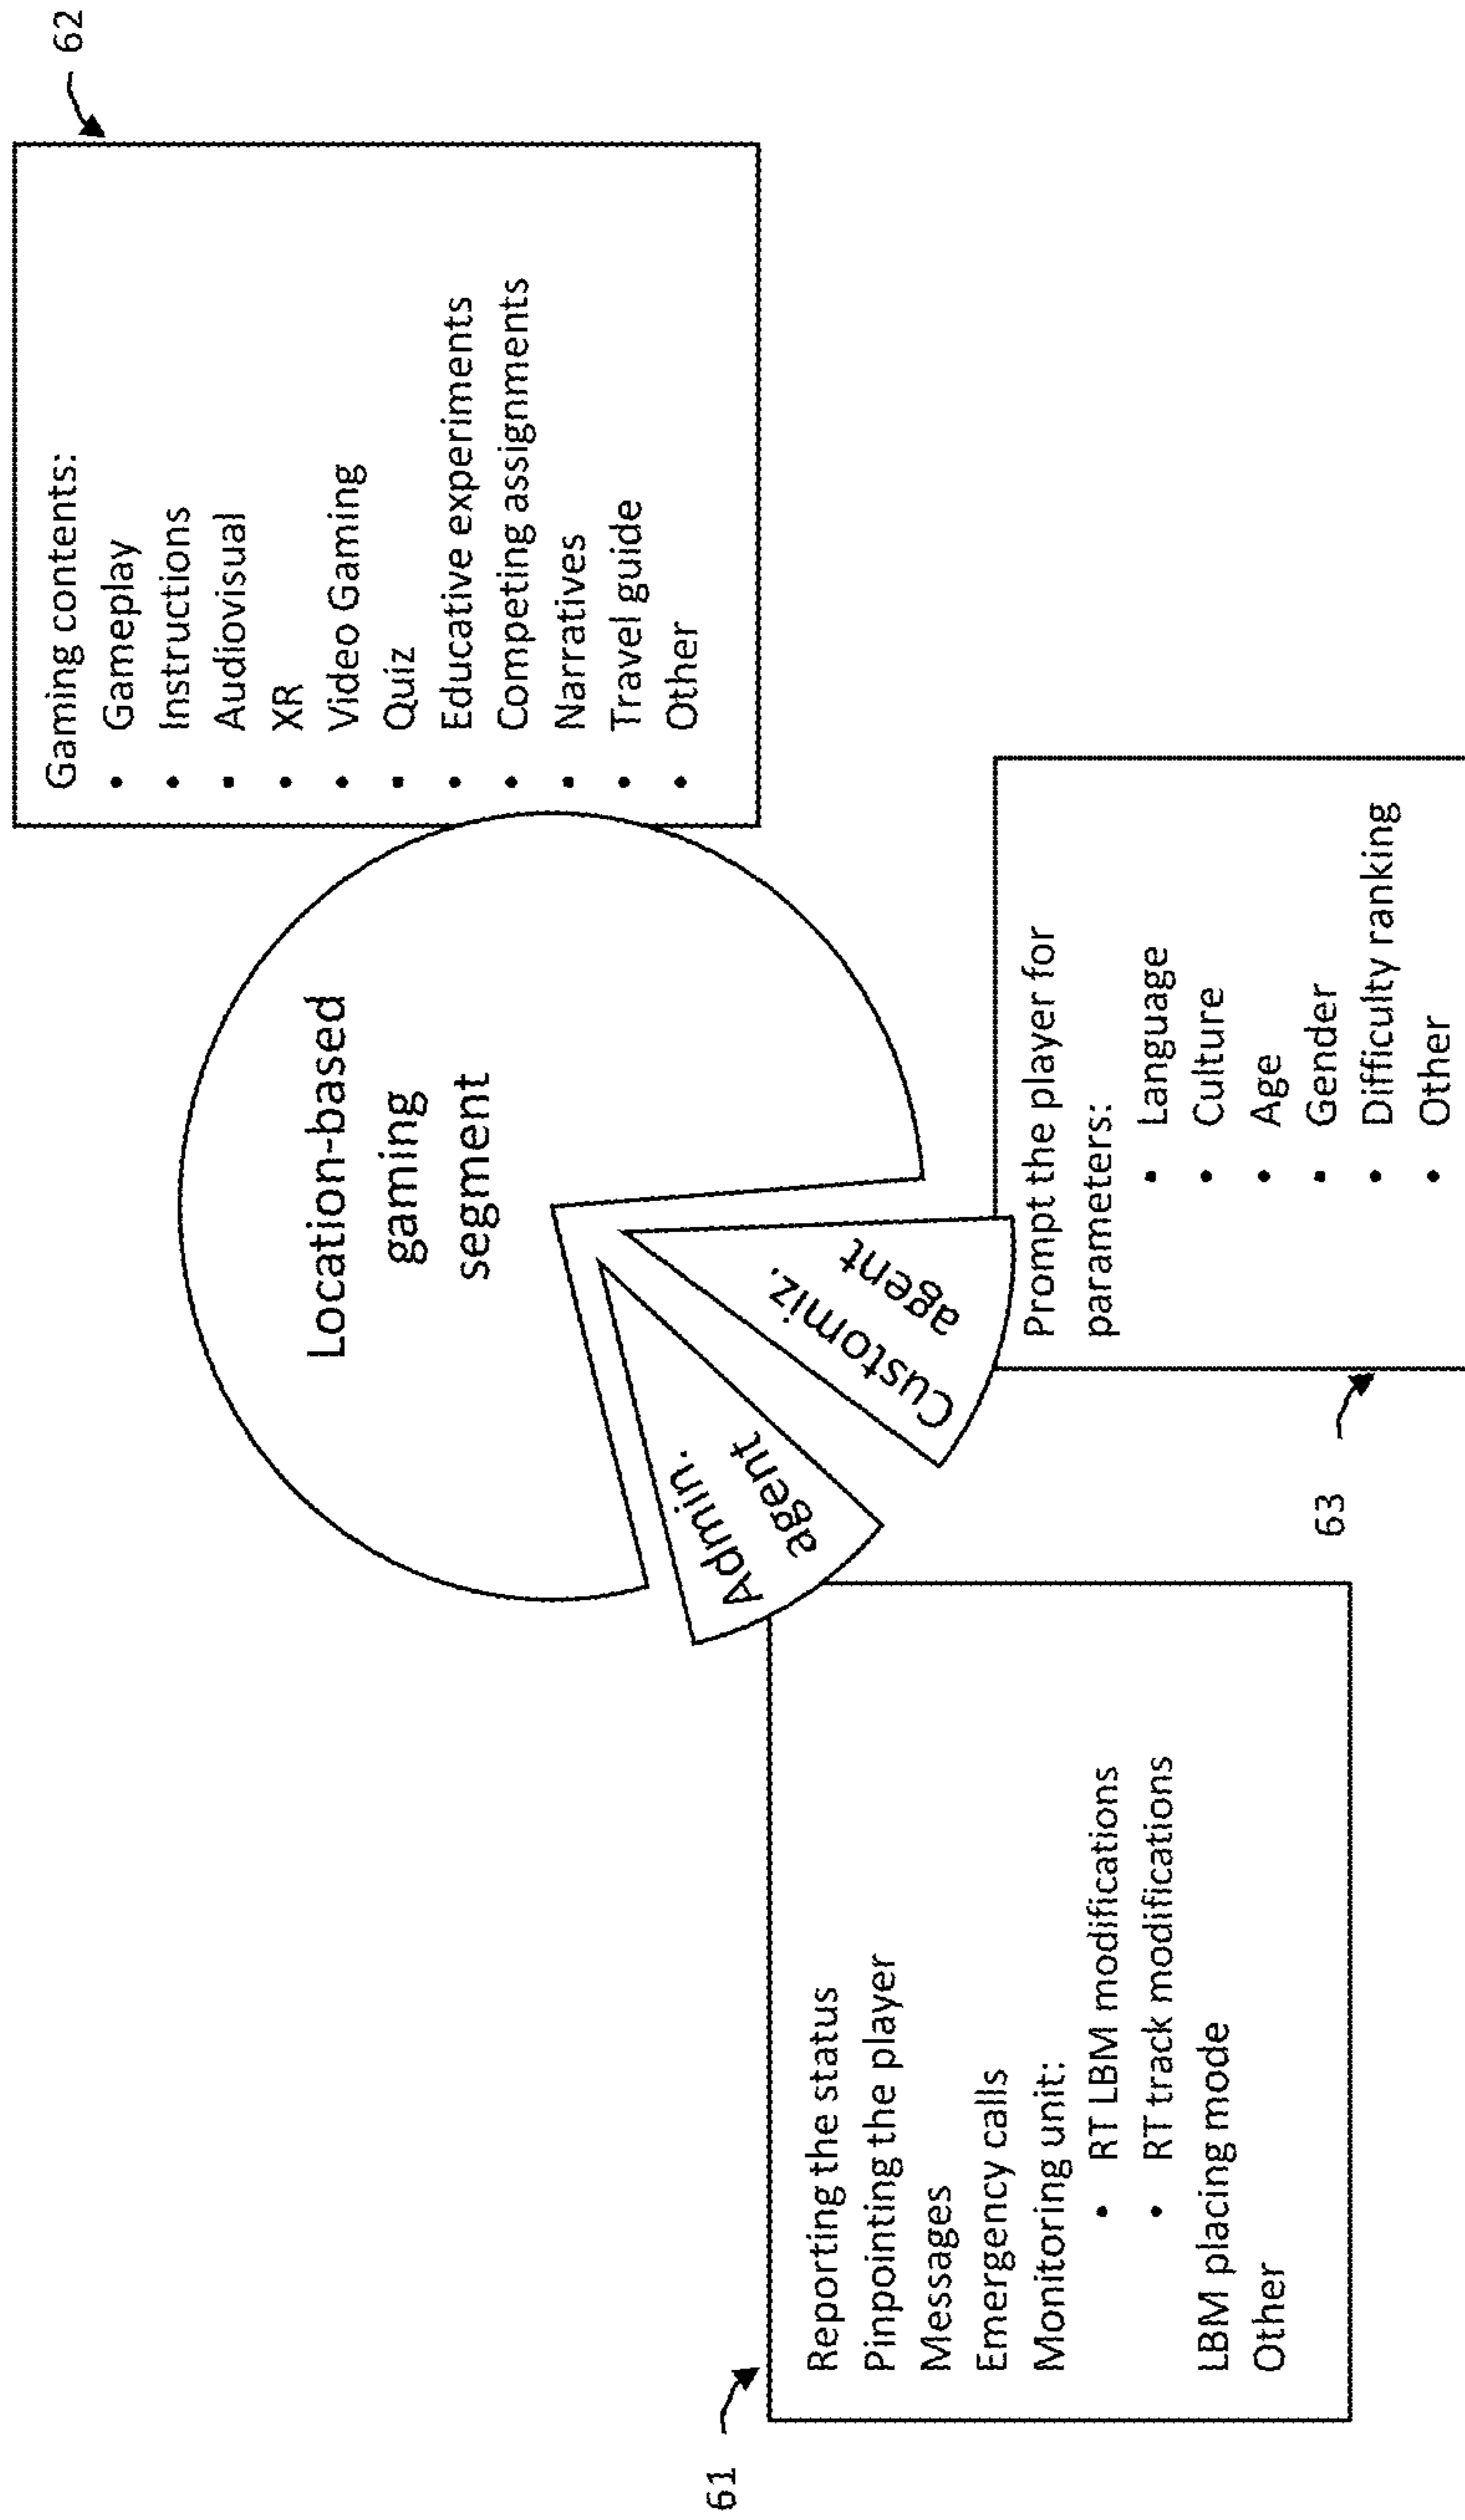 62
Gaming contents:
• Gameplay
• Instructions
• Audiovisual
• XR
• Video Gaming
• Quiz
• Educative experiments
• Competing assignments
• Narratives
• Travel guide
• Other
Location-based
gaming
segment
Admin.
agent
Customiz.
agent
61
Reporting the status
Pinpointing the player
Messages
Emergency calls
Monitoring unit:
• RT LBM modifications
• RT track modifications
LBM placing mode
Other
63
Prompt the player for
parameters:
• Language
• Culture
• Age
• Gender
• Difficulty ranking
• Other